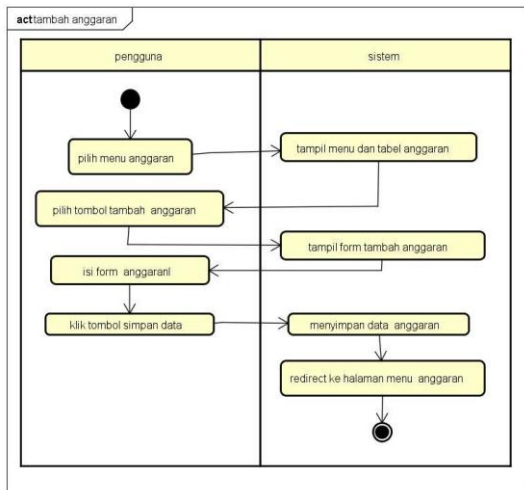 act tambah anggaran
pengguna
sistem
pilih menu anggaran
tampil menu dan tabel anggaran
pilih tombol tambah anggaran
tampil form tambah anggaran
isi form anggaranl
klik tombol simpan data
menyimpan data anggaran
redirect ke halaman menu anggaran